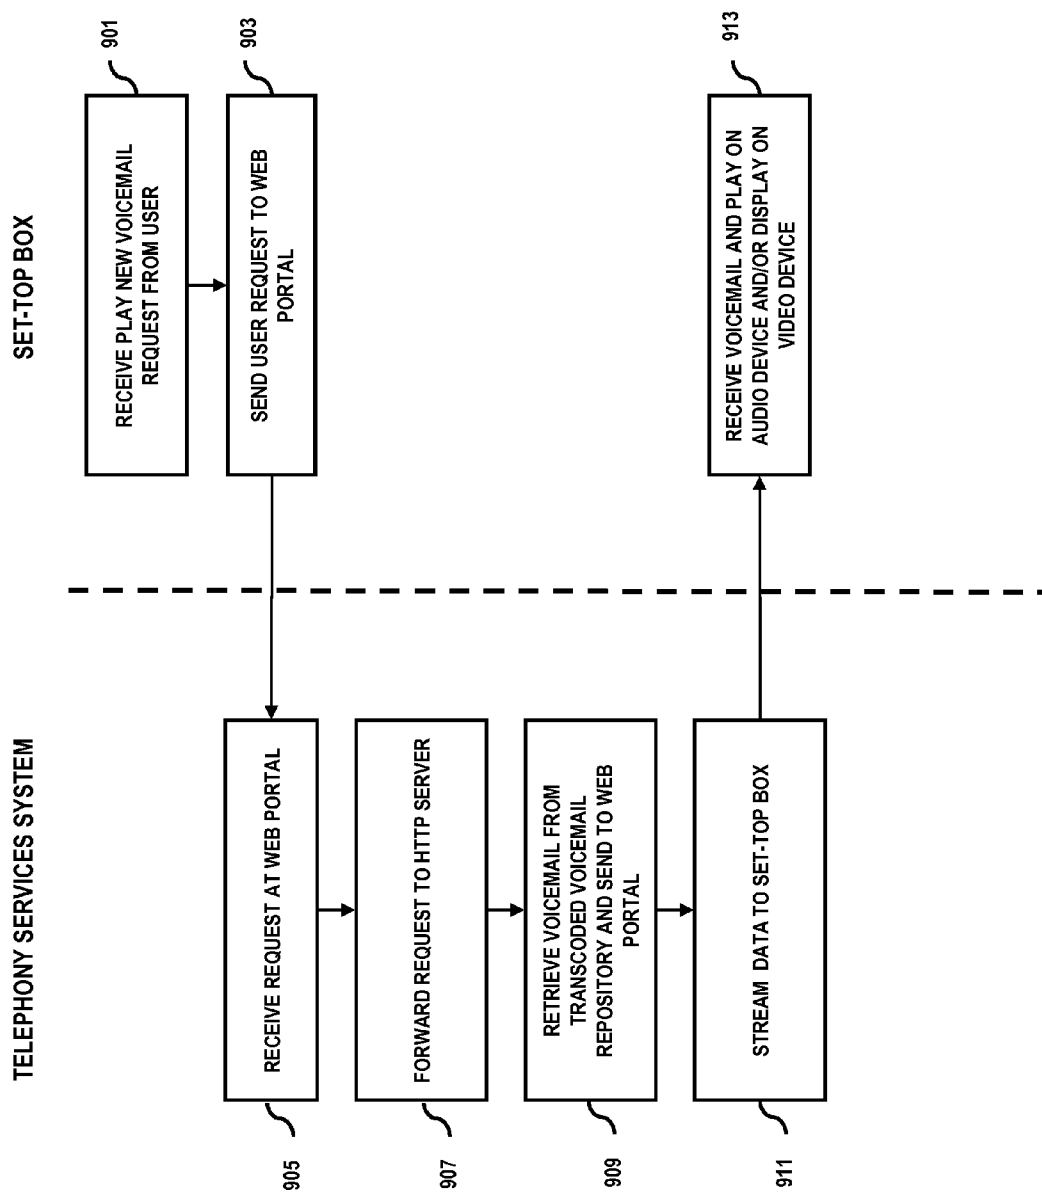 TELEPHONY SERVICES SYSTEM
SET-TOP BOX
901
RECEIVE PLAY NEW VOICEMAIL
REQUEST FROM USER
903
SEND USER REQUEST TO WEB
PORTAL
905
RECEIVE REQUEST AT WEB PORTAL
907
FORWARD REQUEST TO HTTP SERVER
909
RETRIEVE VOICEMAIL FROM
TRANSCODED VOICEMAIL
REPOSITORY AND SEND TO WEB
PORTAL
911
STREAM DATA TO SET-TOP BOX
913
RECEIVE VOICEMAIL AND PLAY ON
AUDIO DEVICE AND/OR DISPLAY ON
VIDEO DEVICE